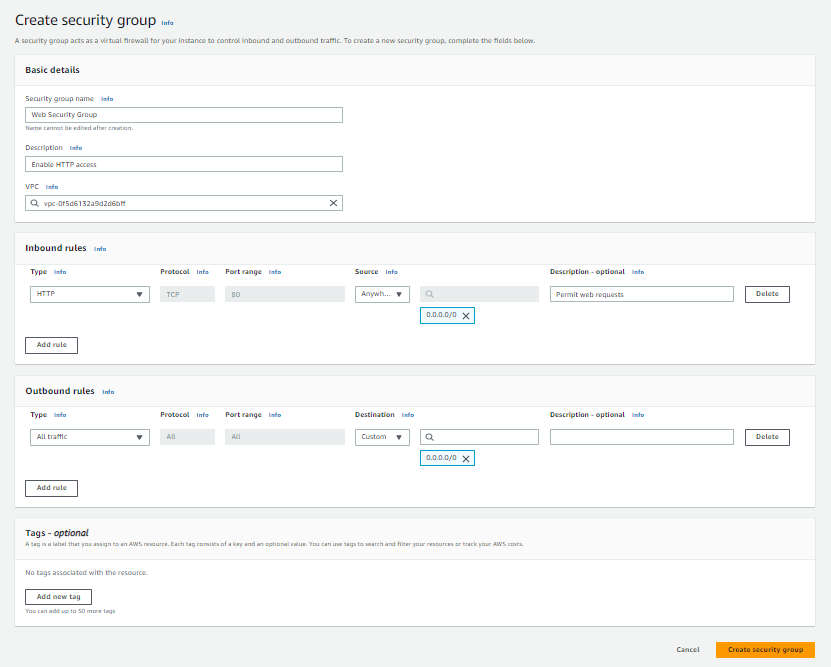 Create security group Info
A security group acts as a virtual firewall for your instance to control inbound and outbound traffic. To create a new security group, complete the fields below.
Basic details
Security group name Info
Web Security Group
Name cannot be edited after creation.
Description Info
Enable HTTP access
VPC Info
vpc-0f5d6132a9d2d6bff
Inbound rules Info
Type Info Protocol Info Port range Info Source Info Description - optional Info
HTTP TCP 80 Anywh... Permit web requests Delete
0.0.0.0/0
Add rule
Outbound rules Info
Type Info Protocol Info Port range Info Destination Info Description - optional Info
All traffic All All Custom Delete
0.0.0.0/0
Add rule
Tags - optional
A tag is a label that you assign to an AWS resource. Each tag consists of a key and an optional value. You can use tags to search and filter your resources or track your AWS costs.
No tags associated with the resource.
Add new tag
You can add up to 50 more tags
Cancel Create security group